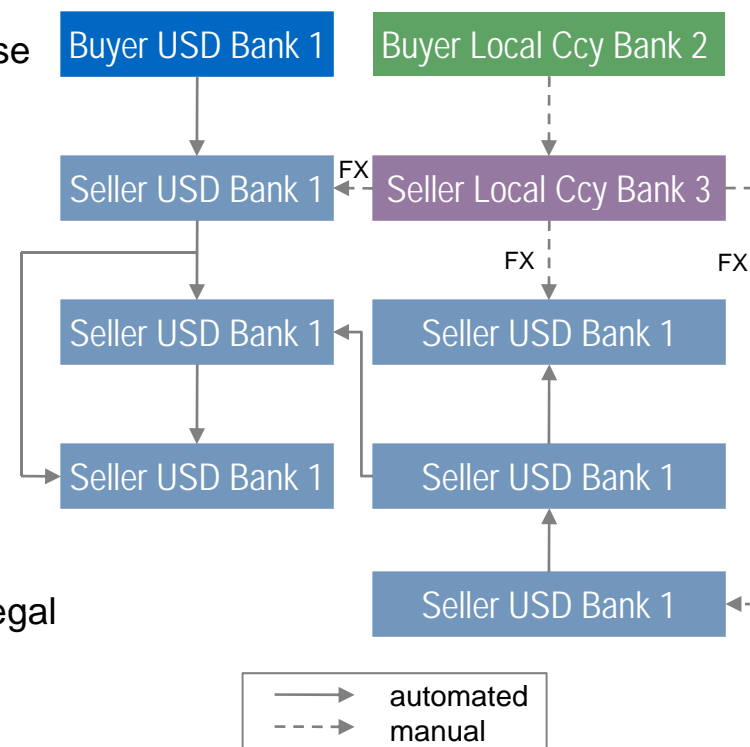 se
Buyer USD Bank 1
Buyer Local Ccy Bank 2
Seller USD Bank 1
FX
Seller Local Ccy Bank 3
FX
FX
Seller USD Bank 1
Seller USD Bank 1
Seller USD Bank 1
Seller USD Bank 1
egal
Seller USD Bank 1
automated
manual